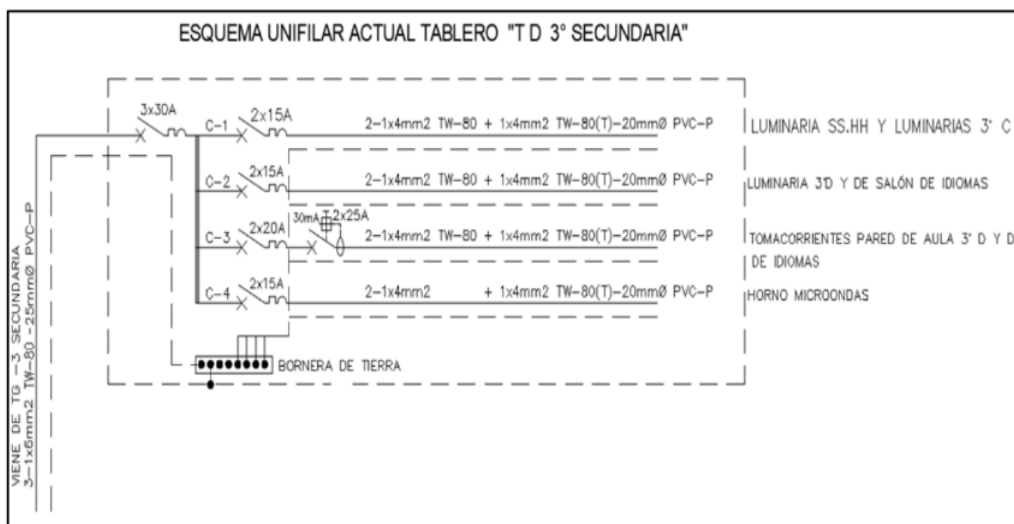 ESQUEMA UNIFILAR ACTUAL TABLERO "T D 3° SECUNDARIA"
3x30A
C-1
2x15A
2-1x4mm2 TW-80 + 1x4mm2 TW-80(T)-20mmØ PVC-P
LUMINARIA SS.HH Y LUMINARIAS 3° C
C-2
2x15A
2-1x4mm2 TW-80 + 1x4mm2 TW-80(T)-20mmØ PVC-P
LUMINARIA 3°D Y DE SALÓN DE IDIOMAS
C-3
2x20A
30mA
2x25A
2-1x4mm2 TW-80 + 1x4mm2 TW-80(T)-20mmØ PVC-P
TOMACORRIENTES PARED DE AULA 3° D Y D
DE IDIOMAS
C-4
2x15A
2-1x4mm2 + 1x4mm2 TW-80(T)-20mmØ PVC-P
HORNO MICROONDAS
BORNERA DE TIERRA
VIENE DE TG -3 SECUNDARIA
3-1x6mm2 TW-80 -25mmØ PVC-P